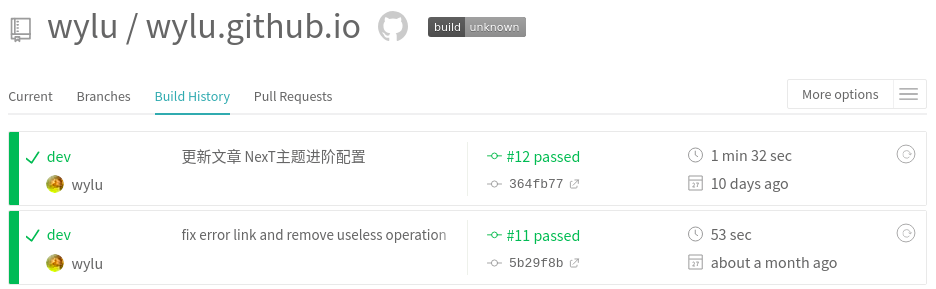 wylu / wylu.github.io build unknown
Current Branches Build History Pull Requests More options
dev 更新文章 NexT主题进阶配置 #12 passed 1 min 32 sec
wylu 364fb77 10 days ago
dev fix error link and remove useless operation #11 passed 53 sec
wylu 5b29f8b about a month ago